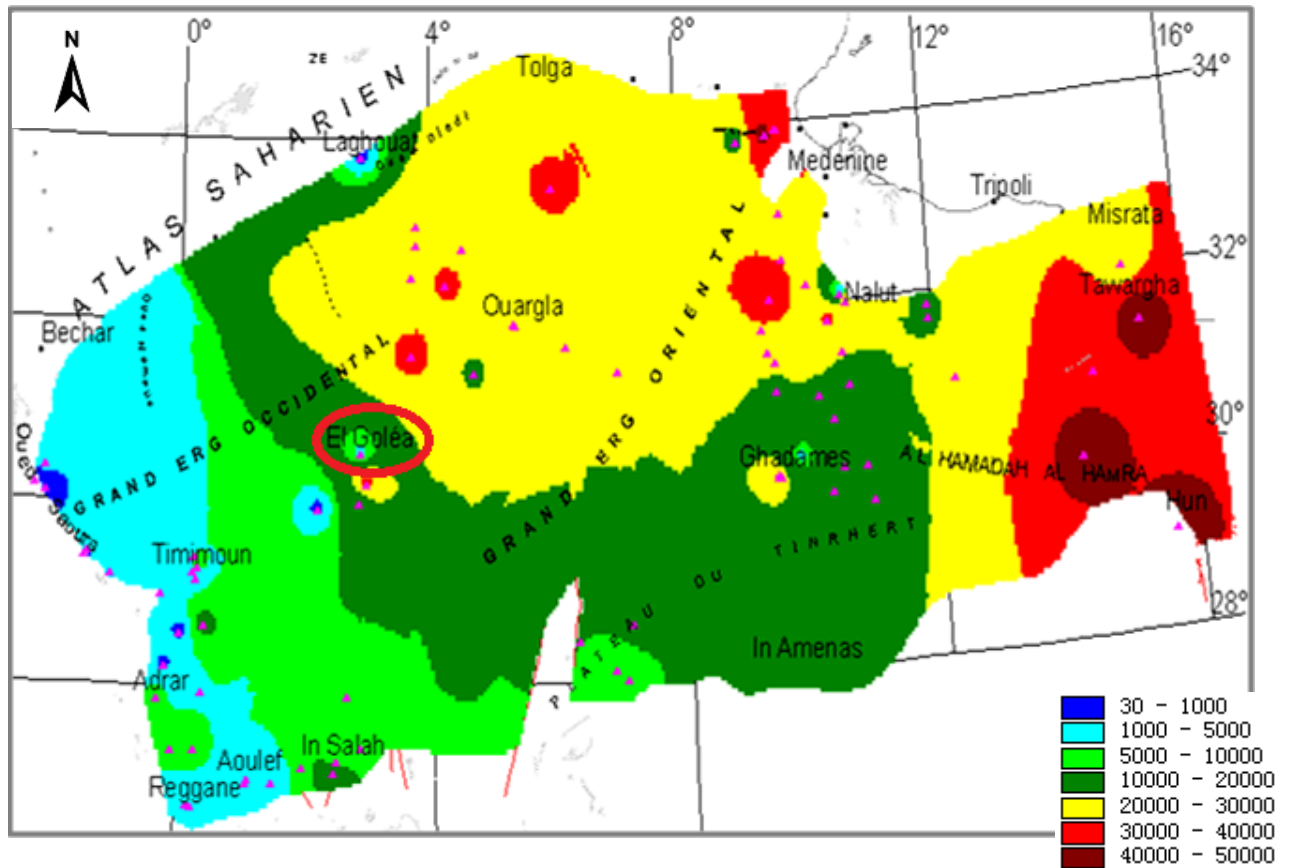 N
0°
4°
8°
12°
16°
34°
ZE
Tolga
ATLAS SAHARIEN
Laghouat
Medenine
Tripoli
Misrata
32°
Tawargha
Nalut
Ouargla
Bechar
GRAND ERG OCCIDENTAL
GRAND ERG ORIENTAL
El Goléa
30°
Ghadames
AL HAMADAH AL HAMRA
Hun
Oued Saoura
Timimoun
PLATEAU DU TINRHERT
28°
In Amenas
Adrar
In Salah
Aoulef
Reggane
30 - 1000
1000 - 5000
5000 - 10000
10000 - 20000
20000 - 30000
30000 - 40000
40000 - 50000